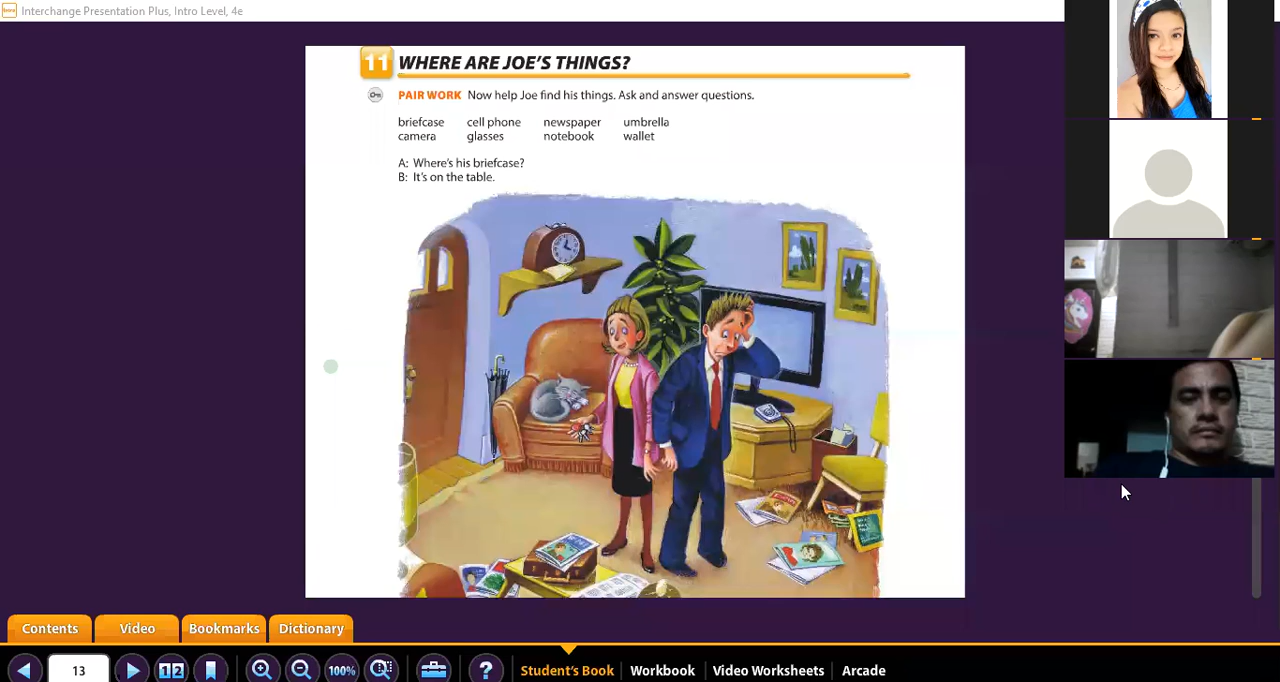 Interchange Presentation Plus, Intro Level, 4e
11 WHERE ARE JOE'S THINGS?
PAIR WORK Now help Joe find his things. Ask and answer questions.
briefcase cell phone newspaper umbrella
camera glasses notebook wallet
A: Where's his briefcase?
B: It's on the table.
Contents Video Bookmarks Dictionary
13 1 2 100% ? Student's Book Workbook Video Worksheets Arcade